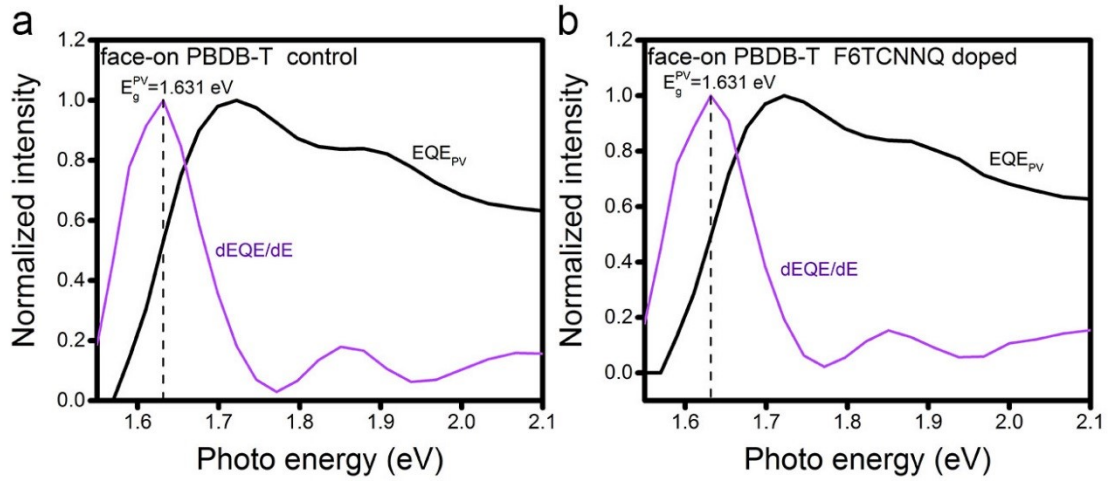 a
face-on PBDB-T control
E_g^PV=1.631 eV
EQE_PV
dEQE/dE
Normalized intensity
1.2
1.0
0.8
0.6
0.4
0.2
0.0
1.6 1.7 1.8 1.9 2.0 2.1
Photo energy (eV)
b
face-on PBDB-T F6TCNNQ doped
E_g^PV=1.631 eV
EQE_PV
dEQE/dE
Normalized intensity
1.2
1.0
0.8
0.6
0.4
0.2
0.0
1.6 1.7 1.8 1.9 2.0 2.1
Photo energy (eV)